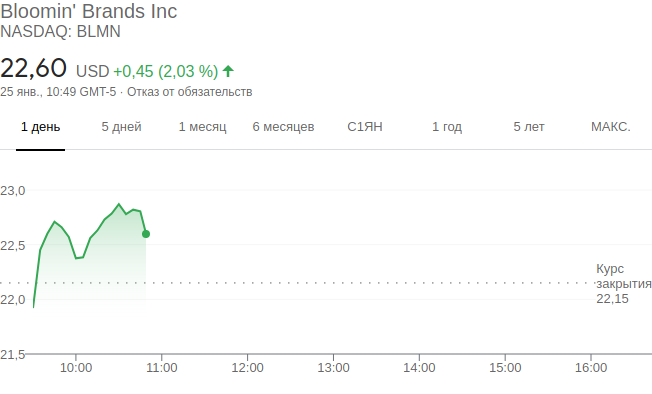 Bloomin' Brands Inc
NASDAQ: BLMN
22,60 USD +0,45 (2,03 %)
25 янв., 10:49 GMT-5 · Отказ от обязательств
1 день 5 дней 1 месяц 6 месяцев С1ЯН 1 год 5 лет МАКС.
23,0
22,5
Курс
закрытия
22,15
22,0
21,5
10:00 11:00 12:00 13:00 14:00 15:00 16:00